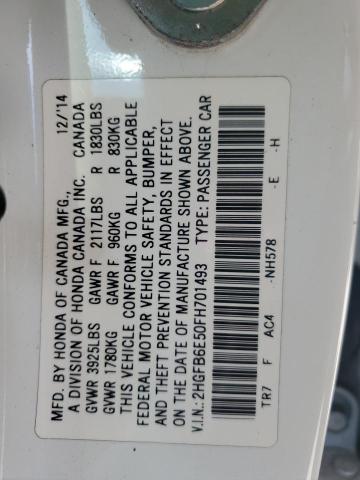 MFD. BY HONDA OF CANADA MFG., 12/'14
A DIVISION OF HONDA CANADA INC. CANADA
GVWR 3925LBS GAWR F 2117LBS R 1830LBS
GVWR 1780KG GAWR F 960KG R 830KG
THIS VEHICLE CONFORMS TO ALL APPLICABLE
FEDERAL MOTOR VEHICLE SAFETY, BUMPER,
AND THEFT PREVENTION STANDARDS IN EFFECT
ON THE DATE OF MANUFACTURE SHOWN ABOVE.
V.I.N.: 2HGFB6E50FH701493 TYPE: PASSENGER CAR
TR7 F AC4 -NH578 -E -H